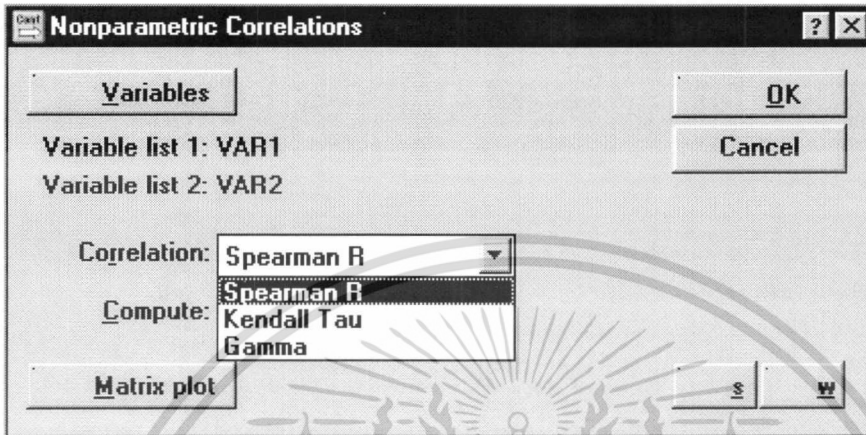 Nonparametric Correlations
? X
Variables
OK
Variable list 1: VAR1
Cancel
Variable list 2: VAR2
Correlation: Spearman R
Spearman R
Compute: Kendall Tau
Gamma
Matrix plot
s w